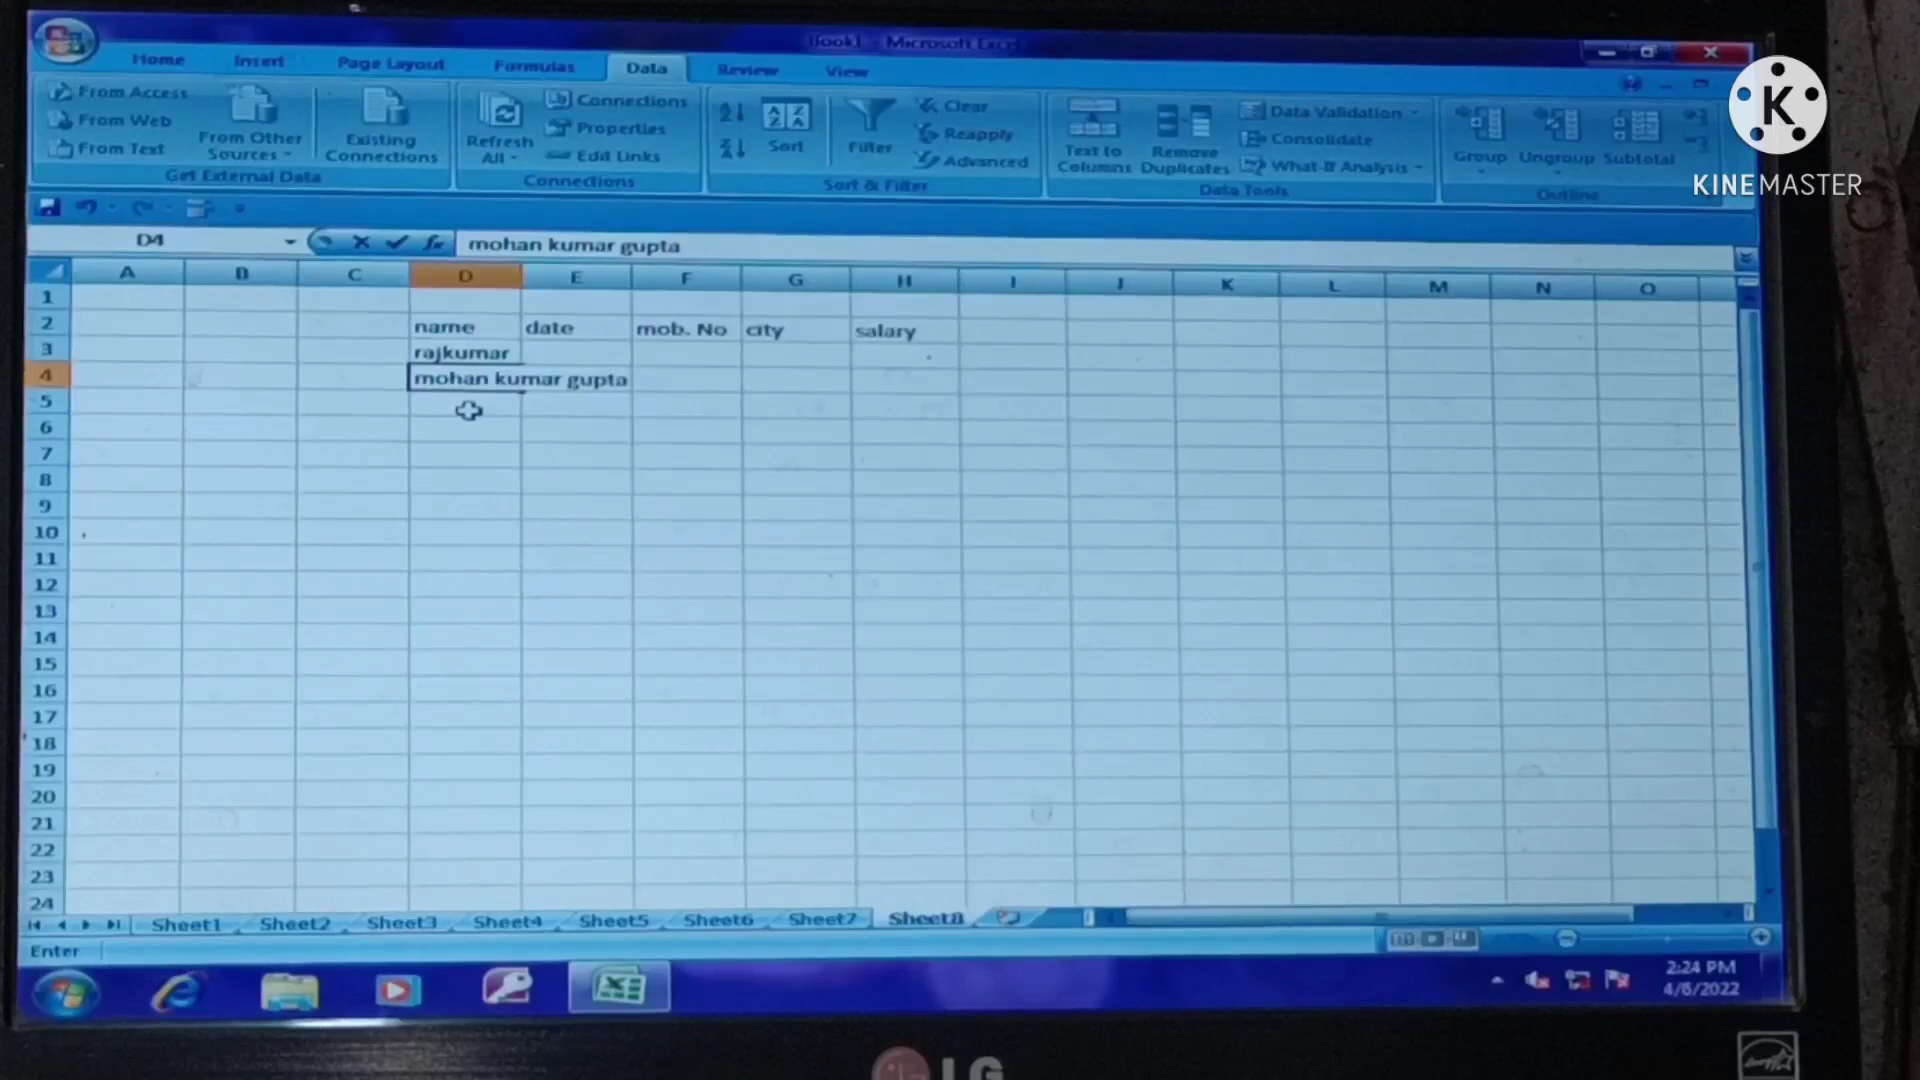 Book1 - Microsoft Excel
Home Insert Page Layout Formulas Data Review View
From Access
From Web
From Text
From Other Sources
Existing Connections
Get External Data
Refresh All
Connections
Properties
Edit Links
Connections
Sort
Filter
Clear
Reapply
Advanced
Sort & Filter
Text to Columns
Remove Duplicates
Data Validation
Consolidate
What-If Analysis
Data Tools
Group Ungroup Subtotal
Outline
K
KINEMASTER
D4 fx mohan kumar gupta
A B C D E F G H I J K L M N O
1
2 name date mob. No city salary
3 rajkumar
4 mohan kumar gupta
5
6
7
8
9
10
11
12
13
14
15
16
17
18
19
20
21
22
23
24
Sheet1 Sheet2 Sheet3 Sheet4 Sheet5 Sheet6 Sheet7 Sheet8
Enter
2:24 PM
4/6/2022
LG